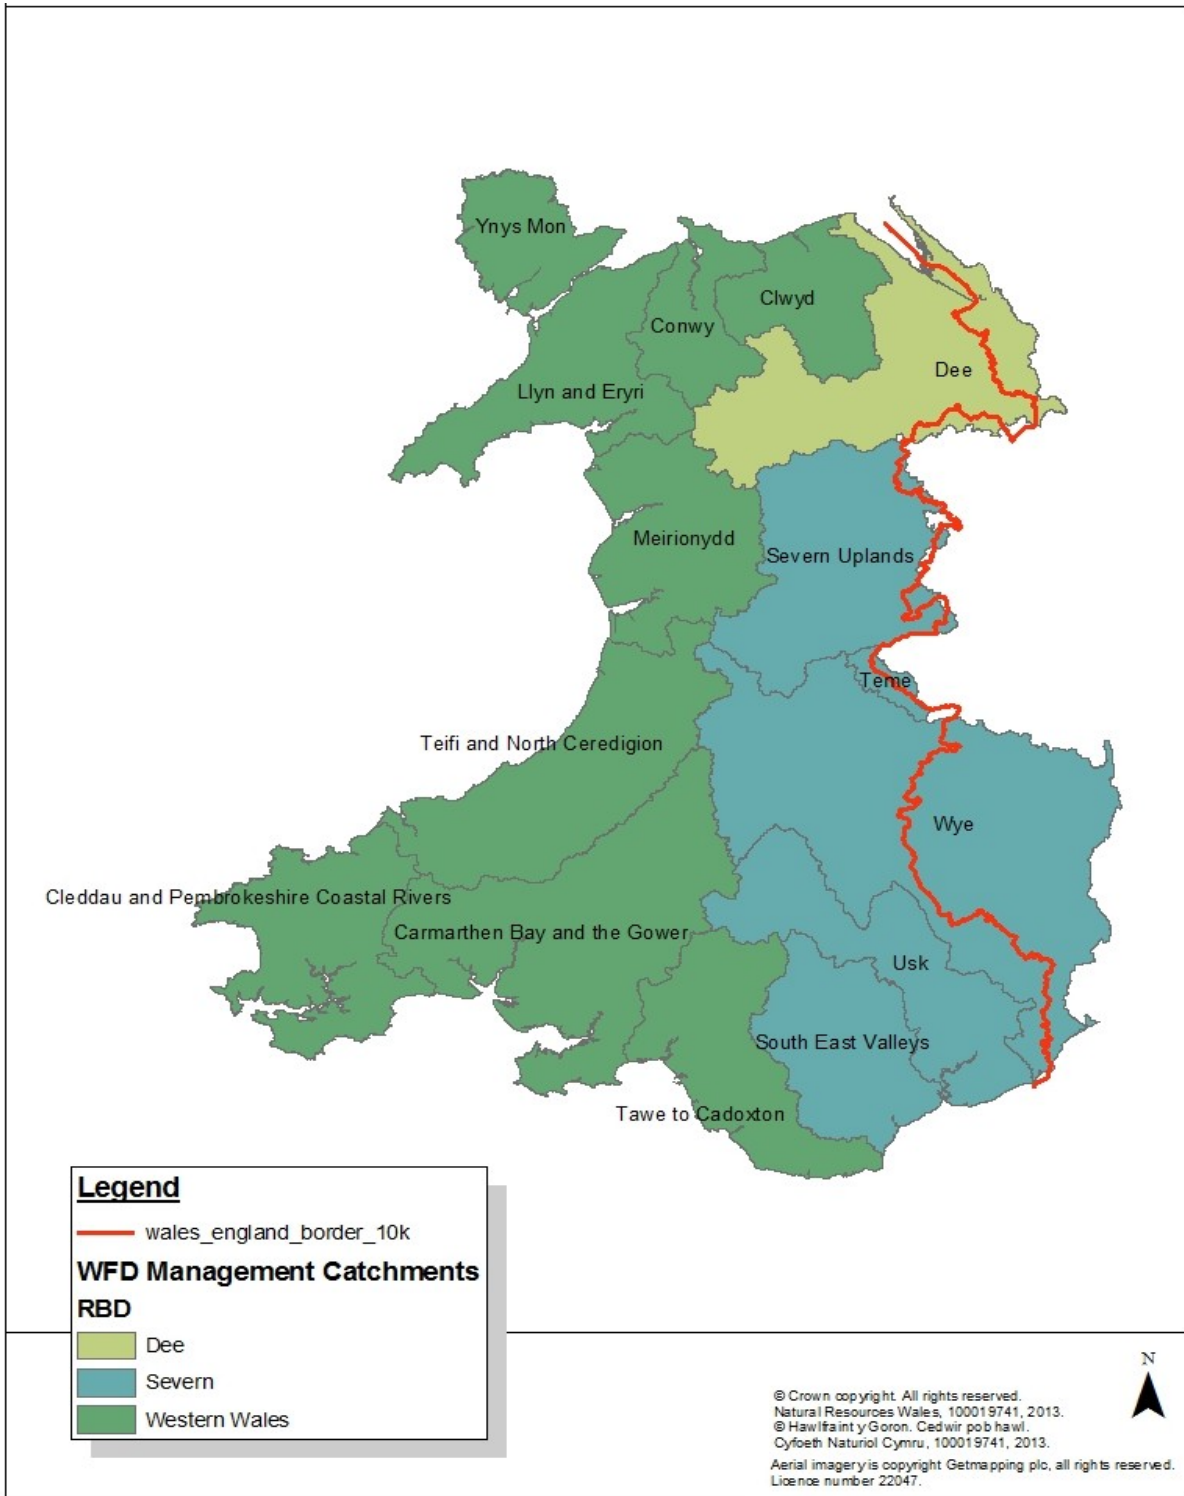 Ynys Mon
Clwyd
Conwy
Dee
Llyn and Eryri
Meirionydd
Severn Uplands
Teme
Teifi and North Ceredigion
Wye
Cleddau and Pembrokeshire Coastal Rivers
Carmarthen Bay and the Gower
Usk
South East Valleys
Tawe to Cadoxton
Legend
wales_england_border_10k
WFD Management Catchments
RBD
Dee
Severn
Western Wales
N
© Crown copyright. All rights reserved.
Natural Resources Wales, 100019741, 2013.
© Hawlfraint y Goron. Cedwir pob hawl.
Cyfoeth Naturiol Cymru, 100019741, 2013.
Aerial imagery is copyright Getmapping plc, all rights reserved.
Licence number 22047.